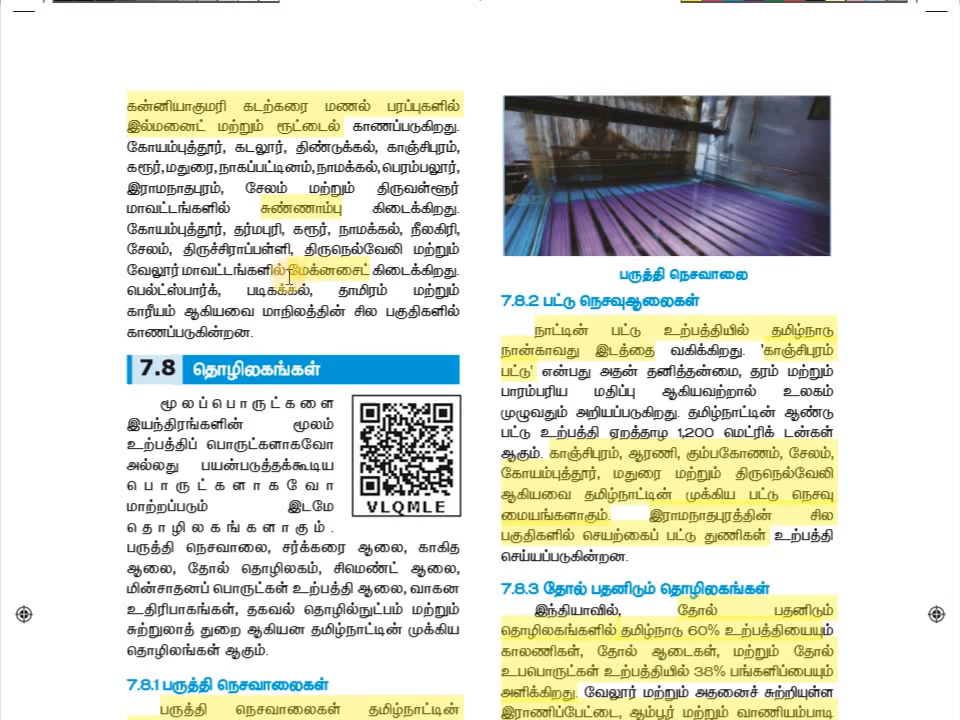 கன்னியாகுமரி கடற்கரை மணல் பரப்புகளில்
இல்மனைட் மற்றும் ரூட்டைல் காணப்படுகிறது.
கோயம்புத்தூர், கடலூர், திண்டுக்கல், காஞ்சிபுரம்,
கரூர்,மதுரை,நாகப்பட்டினம்,நாமக்கல்,பெரம்பலூர்,
இராமநாதபுரம், சேலம் மற்றும் திருவள்ளூர்
மாவட்டங்களில் சுண்ணாம்பு கிடைக்கிறது.
கோயம்புத்தூர், தர்மபுரி, கரூர், நாமக்கல், நீலகிரி,
சேலம், திருச்சிராப்பள்ளி, திருநெல்வேலி மற்றும்
வேலூர் மாவட்டங்களில் மேக்னசைட் கிடைக்கிறது.
பெல்ட்ஸ்பார்க், படிகக்கல், தாமிரம் மற்றும்
காரீயம் ஆகியவை மாநிலத்தின் சில பகுதிகளில்
காணப்படுகின்றன.
7.8 தொழிலகங்கள்
மூலப்பொருட்களை
இயந்திரங்களின் மூலம்
உற்பத்திப் பொருட்களாகவோ
அல்லது பயன்படுத்தக்கூடிய
பொருட்களாகவோ
மாற்றப்படும் இடமே
தொழிலகங்களாகும்.
VLQMLE
பருத்தி நெசவாலை, சர்க்கரை ஆலை, காகித
ஆலை, தோல் தொழிலகம், சிமெண்ட் ஆலை,
மின்சாதனப் பொருட்கள் உற்பத்தி ஆலை, வாகன
உதிரிபாகங்கள், தகவல் தொழில்நுட்பம் மற்றும்
சுற்றுலாத் துறை ஆகியன தமிழ்நாட்டின் முக்கிய
தொழிலங்கள் ஆகும்.
7.8.1 பருத்தி நெசவாலைகள்
பருத்தி நெசவாலைகள் தமிழ்நாட்டின்
பருத்தி நெசவாலை
7.8.2 பட்டு நெசவுஆலைகள்
நாட்டின் பட்டு உற்பத்தியில் தமிழ்நாடு
நான்காவது இடத்தை வகிக்கிறது. 'காஞ்சிபுரம்
பட்டு' என்பது அதன் தனித்தன்மை, தரம் மற்றும்
பாரம்பரிய மதிப்பு ஆகியவற்றால் உலகம்
முழுவதும் அறியப்படுகிறது. தமிழ்நாட்டின் ஆண்டு
பட்டு உற்பத்தி ஏறத்தாழ 1,200 மெட்ரிக் டன்கள்
ஆகும். காஞ்சிபுரம், ஆரணி, கும்பகோணம், சேலம்,
கோயம்புத்தூர், மதுரை மற்றும் திருநெல்வேலி
ஆகியவை தமிழ்நாட்டின் முக்கிய பட்டு நெசவு
மையங்களாகும். இராமநாதபுரத்தின் சில
பகுதிகளில் செயற்கைப் பட்டு துணிகள் உற்பத்தி
செய்யப்படுகின்றன.
7.8.3 தோல் பதனிடும் தொழிலகங்கள்
இந்தியாவில், தோல் பதனிடும்
தொழிலகங்களில் தமிழ்நாடு 60% உற்பத்தியையும்
காலணிகள், தோல் ஆடைகள், மற்றும் தோல்
உபபொருட்கள் உற்பத்தியில் 38% பங்களிப்பையும்
அளிக்கிறது. வேலூர் மற்றும் அதனைச் சுற்றியுள்ள
இராணிப்பேட்டை, ஆம்பூர் மற்றும் வாணியம்பாடி